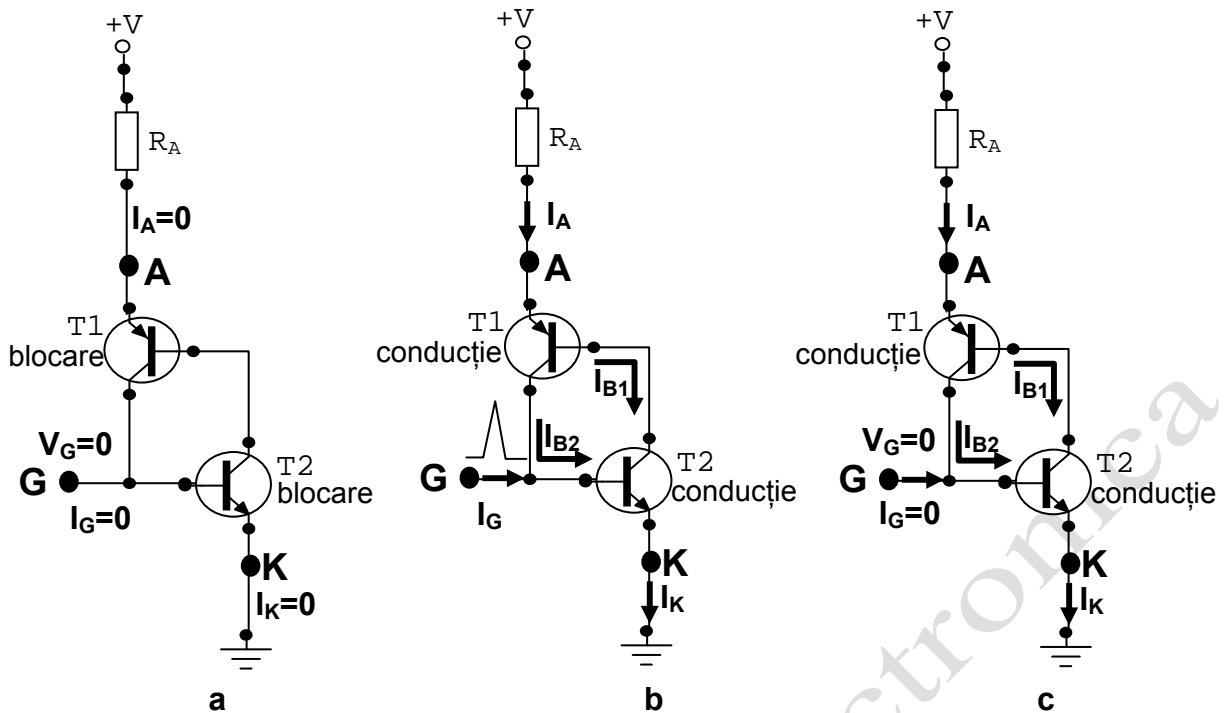 +V
R_A
I_A=0
A
T1
blocare
V_G=0
G
I_G=0
T2
blocare
K
I_K=0
a
+V
R_A
I_A
A
T1
conducție
I_B1
I_B2
G
I_G
T2
conducție
K
I_K
b
+V
R_A
I_A
A
T1
conducție
I_B1
V_G=0
I_B2
G
I_G=0
T2
conducție
K
I_K
c
ctronica